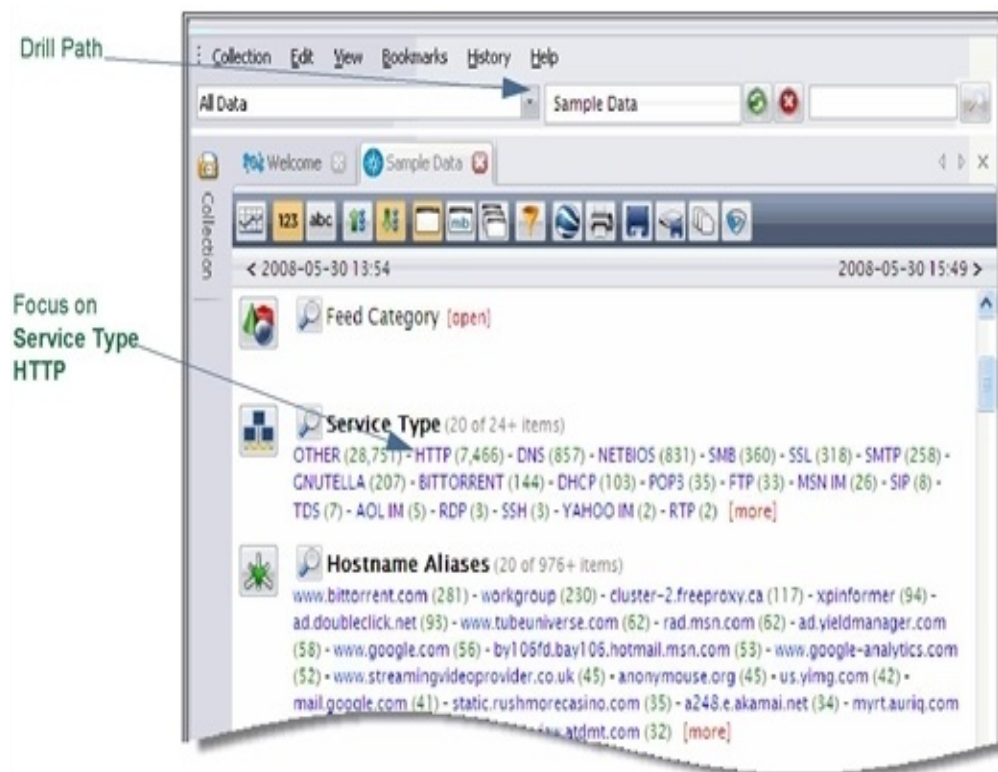 Drill Path
Collection Edit View Bookmarks History Help
All Data
Sample Data
Welcome
Sample Data
Collection
123 abc
mb
< 2008-05-30 13:54
2008-05-30 15:49 >
Feed Category [open]
Focus on
Service Type
HTTP
Service Type (20 of 24+ items)
OTHER (28,751) - HTTP (7,466) - DNS (857) - NETBIOS (831) - SMB (360) - SSL (318) - SMTP (258) -
GNUTELLA (207) - BITTORRENT (144) - DHCP (103) - POP3 (35) - FTP (33) - MSN IM (26) - SIP (8) -
TDS (7) - AOL IM (5) - RDP (3) - SSH (3) - YAHOO IM (2) - RTP (2) [more]
Hostname Aliases (20 of 976+ items)
www.bittorrent.com (281) - workgroup (230) - cluster-2.freeproxy.ca (117) - xpinformer (94) -
ad.doubleclick.net (93) - www.tubeuniverse.com (62) - rad.msn.com (62) - ad.yieldmanager.com
(58) - www.google.com (56) - by106fd.bay106.hotmail.msn.com (53) - www.google-analytics.com
(52) - www.streamingvideoprovider.co.uk (45) - anonymouse.org (45) - us.yimg.com (42) -
mail.google.com (41) - static.rushmorecasino.com (35) - a248.e.akamai.net (34) - myrt.auriq.com
atdmt.com (32) [more]